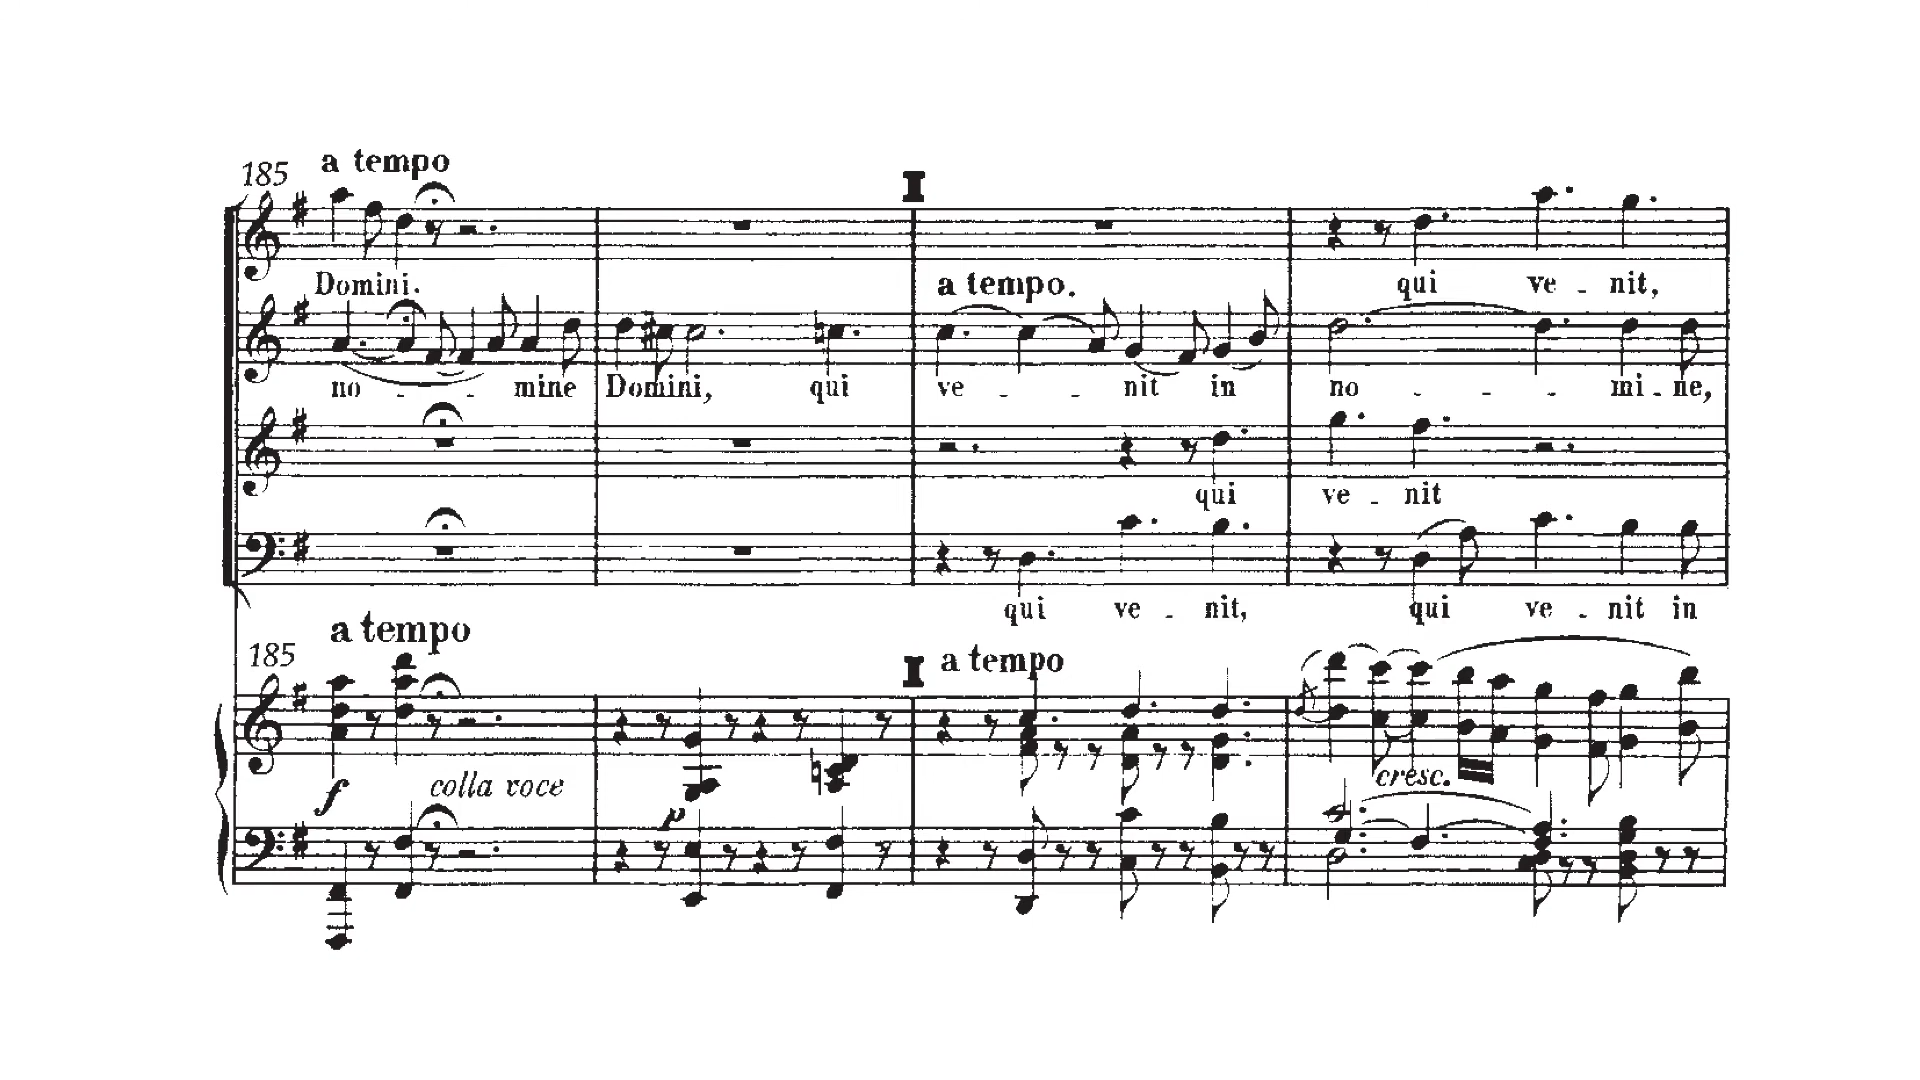 185 a tempo
I
Domini. qui ve - nit,
a tempo.
no - - - mine Domini, qui ve - - - nit in no - - - mi - ne,
qui ve - nit
qui ve - nit, qui ve - nit in
a tempo
185
I a tempo
f colla voce p cresc.